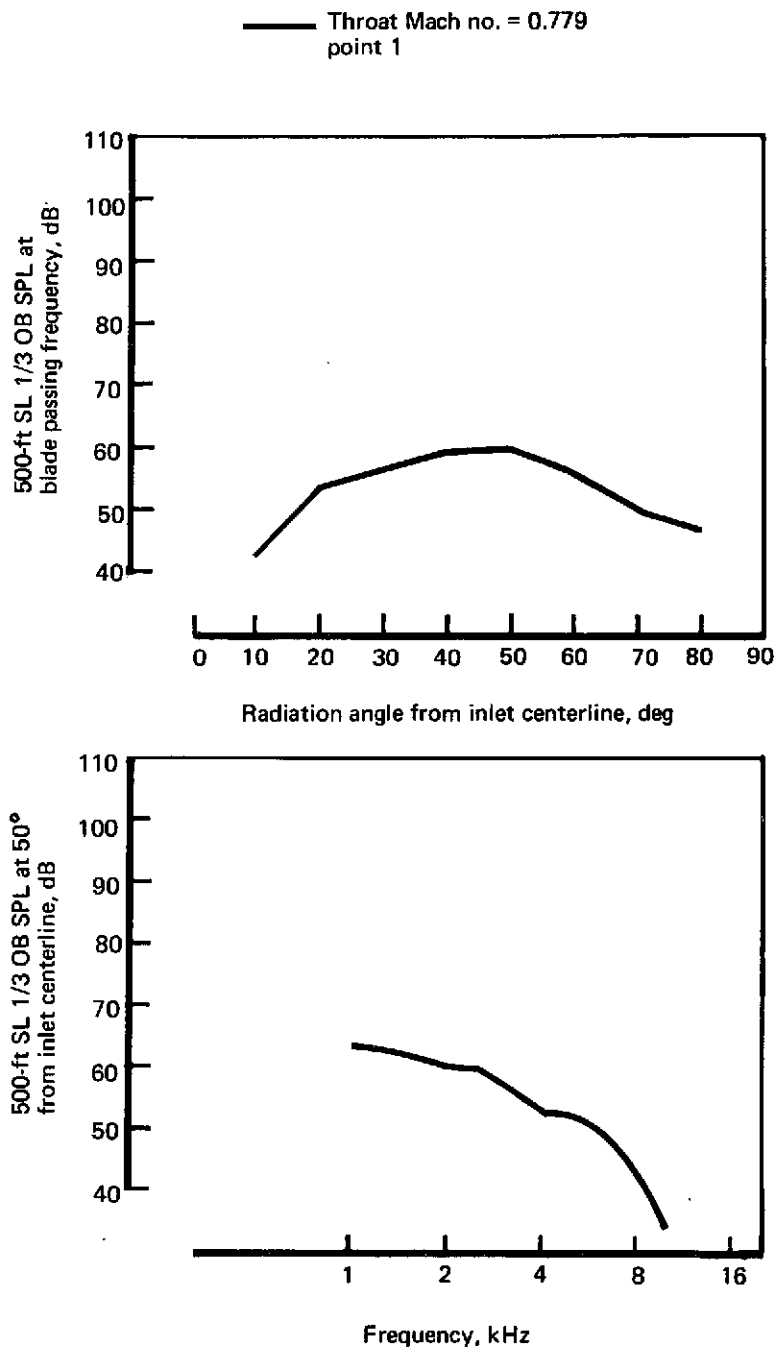 Throat Mach no. = 0.779
point 1
500-ft SL 1/3 OB SPL at
blade passing frequency, dB
110
100
90
80
70
60
50
40
0 10 20 30 40 50 60 70 80 90
Radiation angle from inlet centerline, deg
500-ft SL 1/3 OB SPL at 50°
from inlet centerline, dB
110
100
90
80
70
60
50
40
1 2 4 8 16
Frequency, kHz